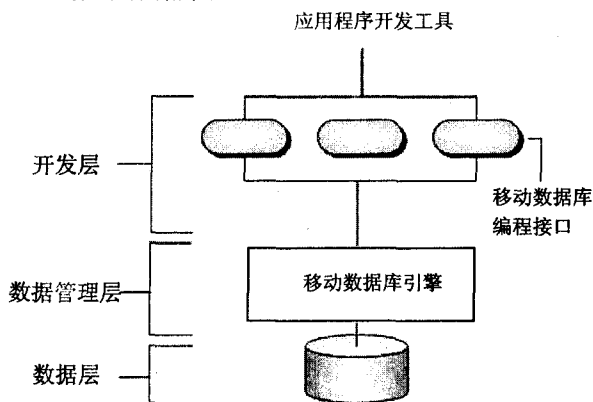 应用程序开发工具
开发层
移动数据库
编程接口
数据管理层
移动数据库引擎
数据层